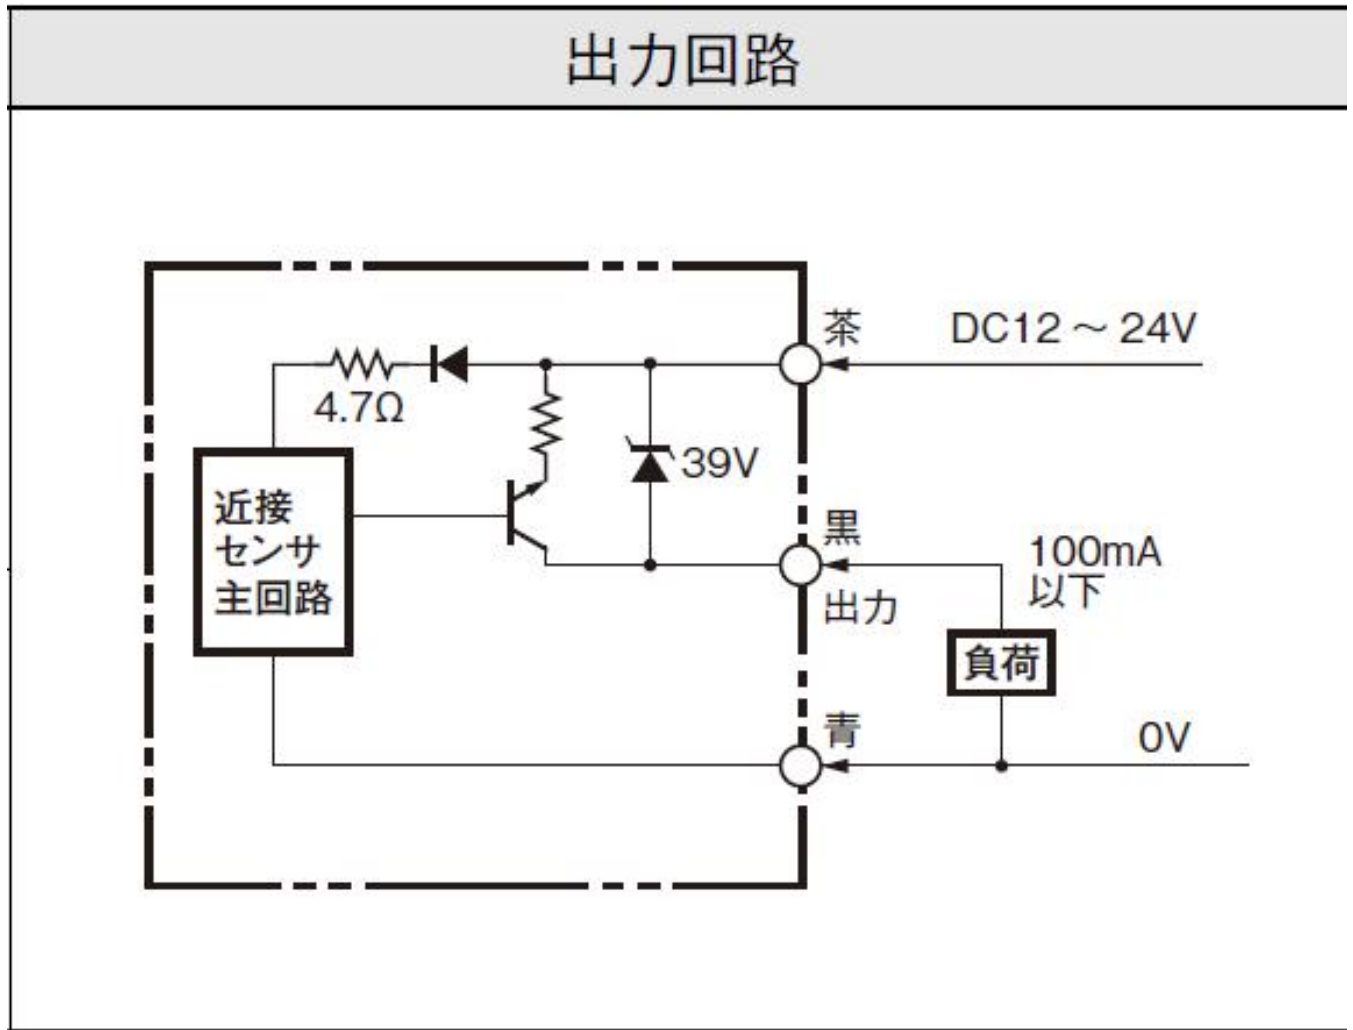 出力回路
茶
DC12 ～ 24V
4.7Ω
39V
近接
センサ
主回路
黒
100mA
以下
出力
負荷
青
0V